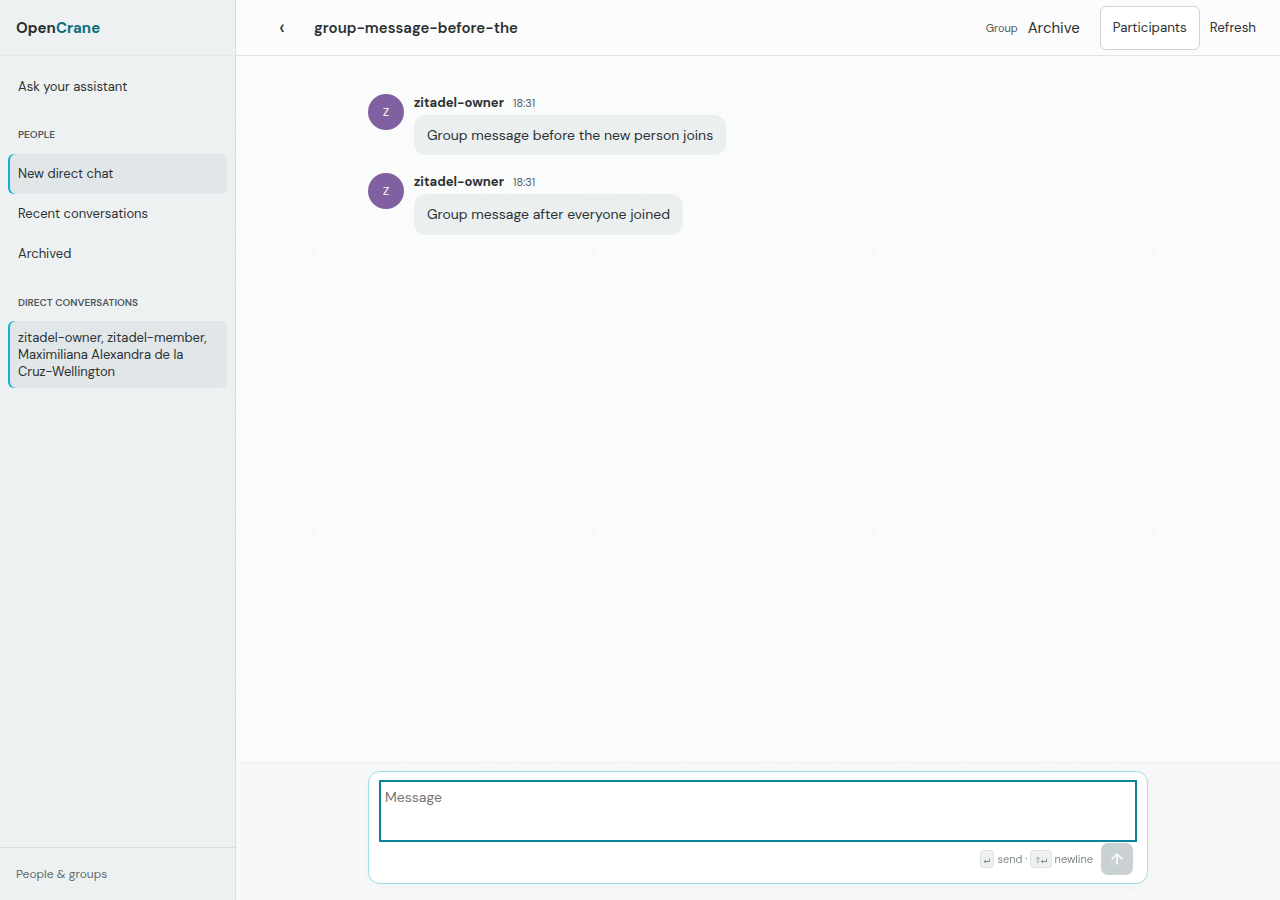 OpenCrane
‹ group-message-before-the
Group Archive Participants Refresh
Ask your assistant
PEOPLE
New direct chat
Recent conversations
Archived
DIRECT CONVERSATIONS
zitadel-owner, zitadel-member,
Maximiliana Alexandra de la
Cruz-Wellington
People & groups
Z
zitadel-owner 18:31
Group message before the new person joins
Z
zitadel-owner 18:31
Group message after everyone joined
Message
↵ send · ⇧↵ newline